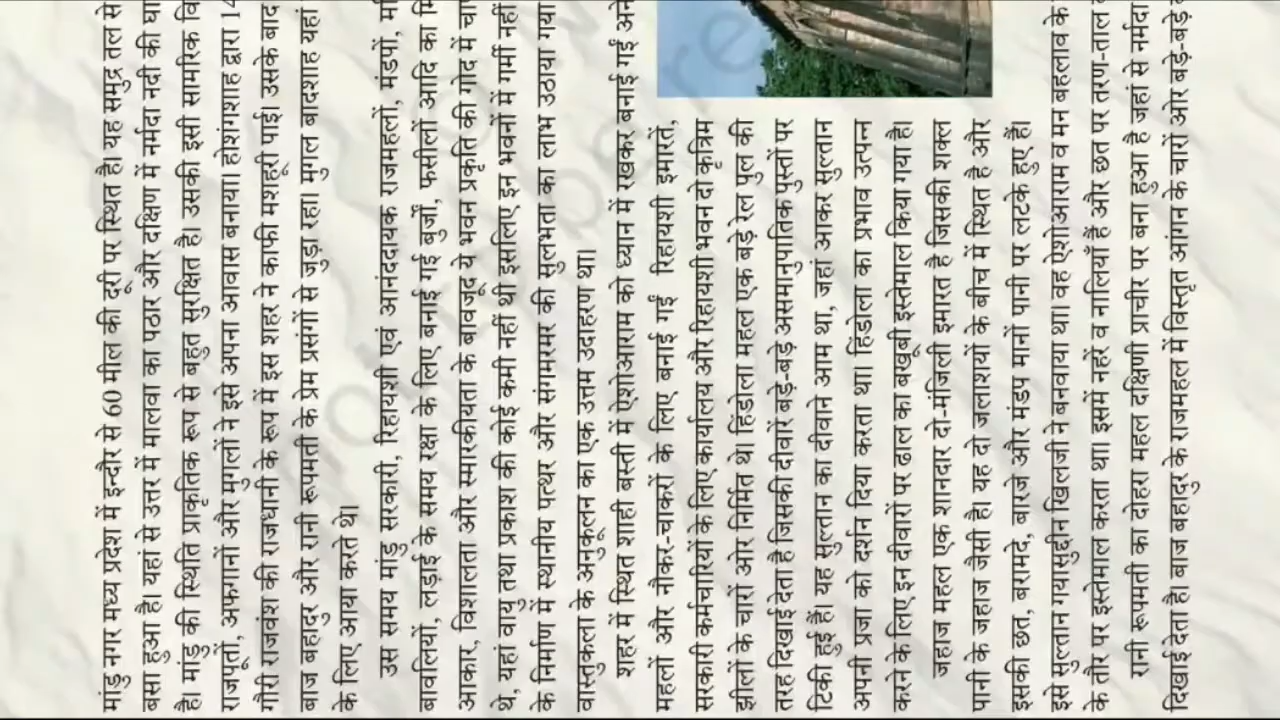 मांडु नगर मध्य प्रदेश में इन्दौर से 60 मील की दूरी पर स्थित है। यह समुद्र तल से
बसा हुआ है। यहां से उत्तर में मालवा का पठार और दक्षिण में नर्मदा नदी की
है। मांडु की स्थिति प्राकृतिक रूप से बहुत सुरक्षित है। उसकी इसी सामरिक
राजपूतों, अफगानों और मुगलों ने इसे अपना आवास बनाया। होशंगशाह द्वारा
गौरी राजवंश की राजधानी के रूप में इस शहर ने काफी मशहूरी पाई। उसके बाद
बाज बहादुर और रानी रूपमती के प्रेम प्रसंगों से जुड़ा रहा। मुगल बादशाह यहां
के लिए आया करते थे।
उस समय मांडु सरकारी, रिहायशी एवं आनंददायक राजमहलों, मंडफों,
बावलियों, लड़ाई के समय रक्षा के लिए बनाई गई बुर्जों, फसीलों आदि का
आकार, विशालता और स्मारकीयता के बावजूद ये भवन प्रकृति की गोद में
थे, यहां वायु तथा प्रकाश की कोई कमी नहीं थी इसलिए इन भवनों में गर्मी नहीं
के निर्माण में स्थानीय पत्थर और संगमरमर की सुलभता का लाभ उठाया गया
वास्तुकला के अनुकूलन का एक उत्तम उदाहरण था।
शहर में स्थित शाही बस्ती में ऐशोआराम को ध्यान में रखकर बनाई गई
महलों और नौकर-चाकरों के लिए बनाई गई रिहायशी इमारतें,
सरकारी कर्मचारियों के लिए कार्यालय और रिहायशी भवन दो कृत्रिम
झीलों के चारों ओर निर्मित थे। हिंडोला महल एक बड़े रेल पुल की
तरह दिखाई देता है जिसकी दीवारें बड़े-बड़े असमानुपातिक पुस्तों पर
टिकी हुई हैं। यह सुल्तान का दीवाने आम था, जहां आकर सुल्तान
अपनी प्रजा को दर्शन दिया करता था। हिंडोला का प्रभाव उत्पन्न
करने के लिए इन दीवारों पर ढाल का बखूबी इस्तेमाल किया गया है।
जहाज महल एक शानदार दो-मंजिली इमारत है जिसकी शक्ल
पानी के जहाज जैसी है। यह दो जलाशयों के बीच में स्थित है और
इसकी छत, बरामदे, बारजे और मंडप मानों पानी पर लटके हुए हैं।
इसे सुल्तान गयासुद्दीन खिलजी ने बनवाया था। वह ऐशोआराम व मन बहलाव के
के तौर पर इस्तेमाल करता था। इसमें नहरें व नालियाँ हैं और छत पर तरण-ताल
रानी रूपमती का दोहरा महल दक्षिणी प्राचीर पर बना हुआ है जहां से नर्मदा
दिखाई देता है। बाज बहादुर के राजमहल में विस्तृत आंगन के चारों ओर बड़े-बड़े